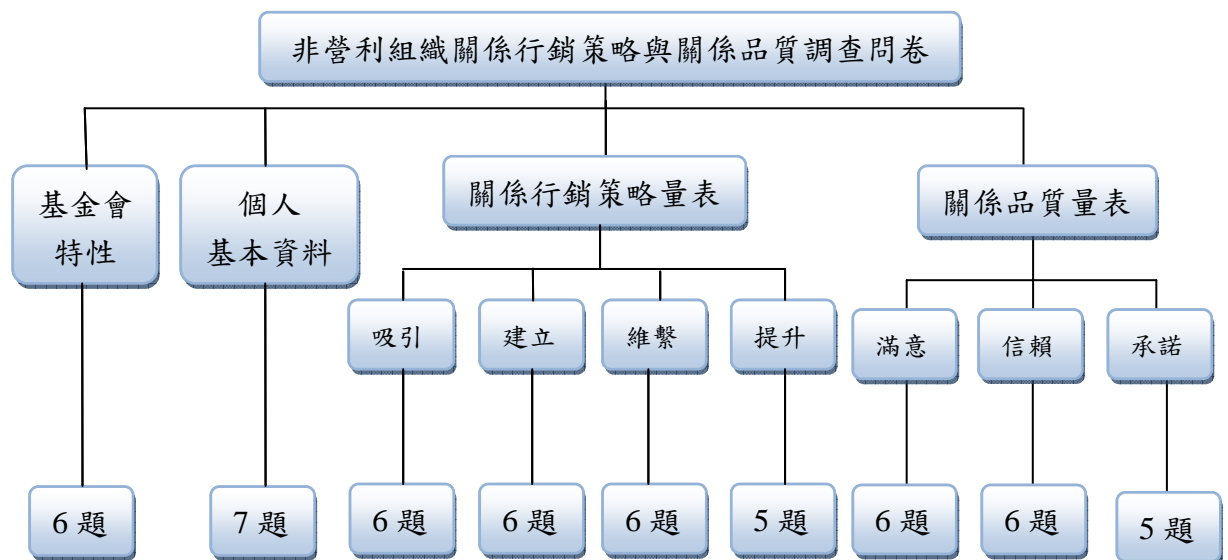 非營利組織關係行銷策略與關係品質調查問卷
基金會
特性
個人
基本資料
關係行銷策略量表
關係品質量表
吸引
建立
維繫
提升
滿意
信賴
承諾
6 題
7 題
6 題
6 題
6 題
5 題
6 題
6 題
5 題